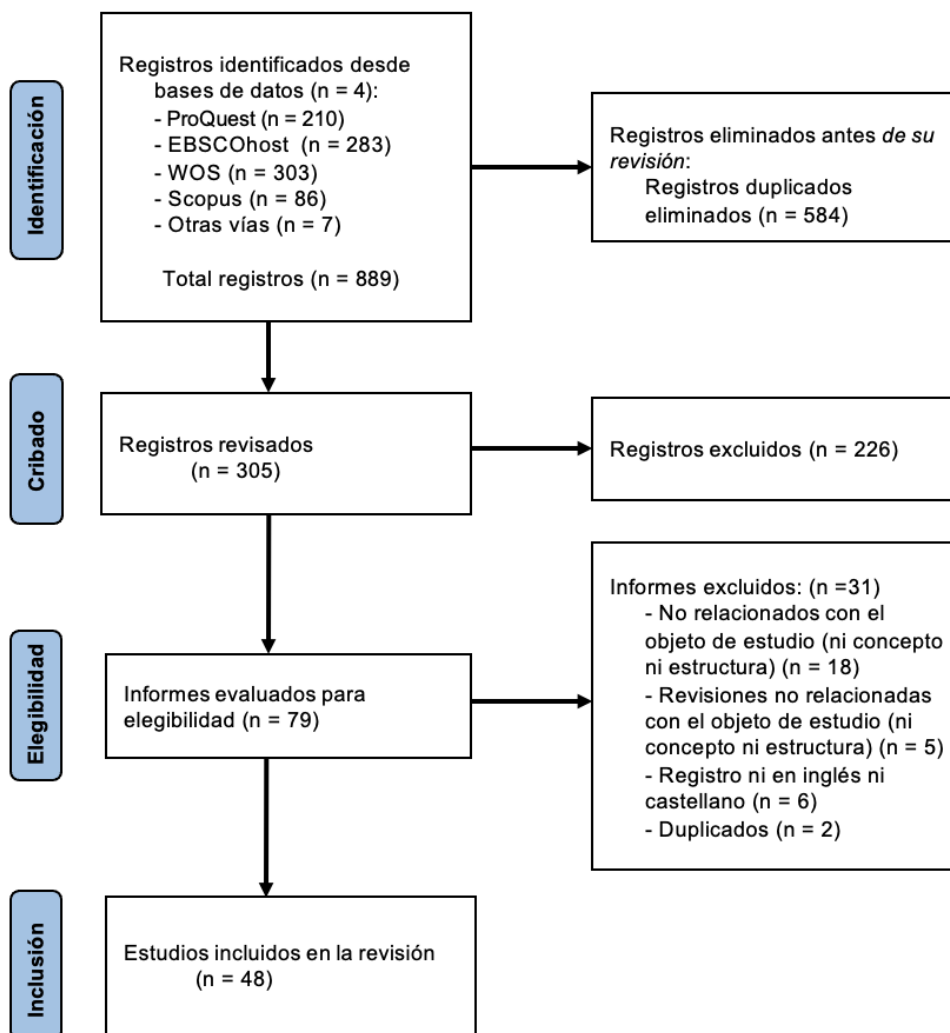 Identificación
Registros identificados desde
bases de datos (n = 4):
- ProQuest (n = 210)
- EBSCOhost (n = 283)
- WOS (n = 303)
- Scopus (n = 86)
- Otras vías (n = 7)
Total registros (n = 889)
Registros eliminados antes de su
revisión:
Registros duplicados
eliminados (n = 584)
Cribado
Registros revisados
(n = 305)
Registros excluidos (n = 226)
Elegibilidad
Informes evaluados para
elegibilidad (n = 79)
Informes excluidos: (n =31)
- No relacionados con el
objeto de estudio (ni concepto
ni estructura) (n = 18)
- Revisiones no relacionadas
con el objeto de estudio (ni
concepto ni estructura) (n = 5)
- Registro ni en inglés ni
castellano (n = 6)
- Duplicados (n = 2)
Inclusión
Estudios incluidos en la revisión
(n = 48)